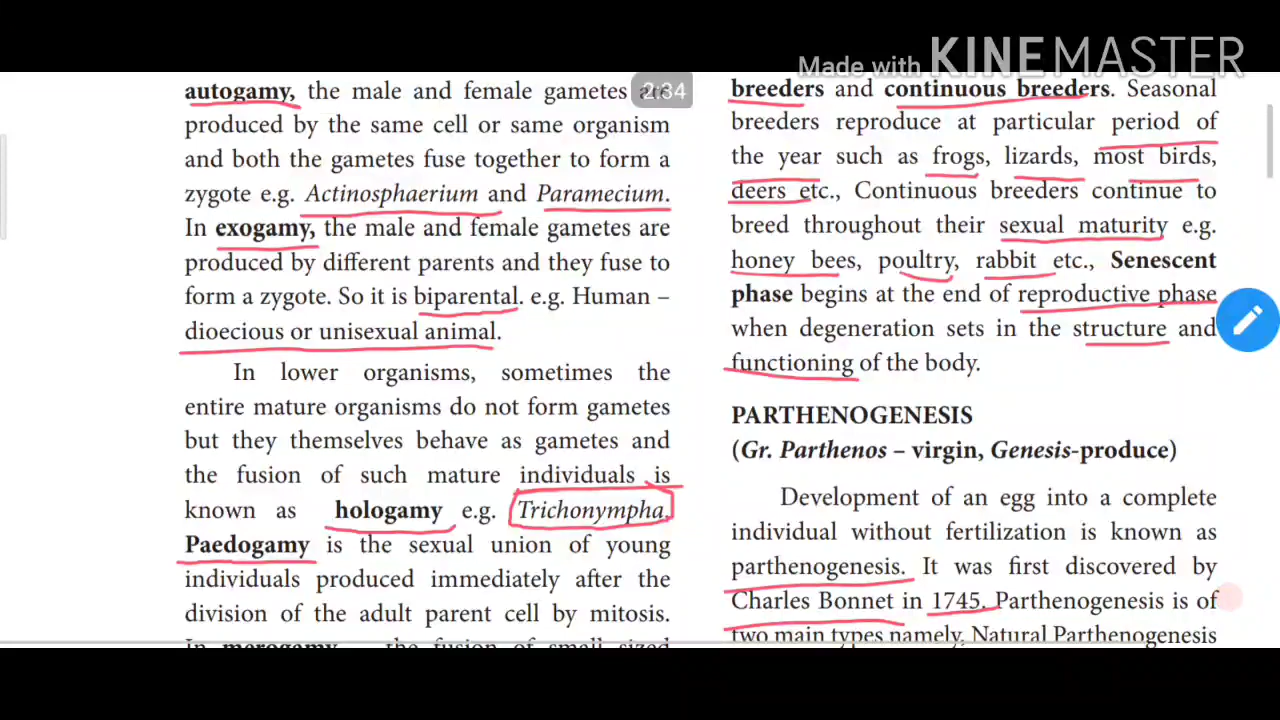 Made with KINEMASTER
2:34
autogamy, the male and female gametes are
produced by the same cell or same organism
and both the gametes fuse together to form a
zygote e.g. Actinosphaerium and Paramecium.
In exogamy, the male and female gametes are
produced by different parents and they fuse to
form a zygote. So it is biparental. e.g. Human –
dioecious or unisexual animal.
In lower organisms, sometimes the
entire mature organisms do not form gametes
but they themselves behave as gametes and
the fusion of such mature individuals is
known as hologamy e.g. Trichonympha.
Paedogamy is the sexual union of young
individuals produced immediately after the
division of the adult parent cell by mitosis.
In merogamy, the fusion of small sized
breeders and continuous breeders. Seasonal
breeders reproduce at particular period of
the year such as frogs, lizards, most birds,
deers etc., Continuous breeders continue to
breed throughout their sexual maturity e.g.
honey bees, poultry, rabbit etc., Senescent
phase begins at the end of reproductive phase
when degeneration sets in the structure and
functioning of the body.
PARTHENOGENESIS
(Gr. Parthenos – virgin, Genesis-produce)
Development of an egg into a complete
individual without fertilization is known as
parthenogenesis. It was first discovered by
Charles Bonnet in 1745. Parthenogenesis is of
two main types namely, Natural Parthenogenesis